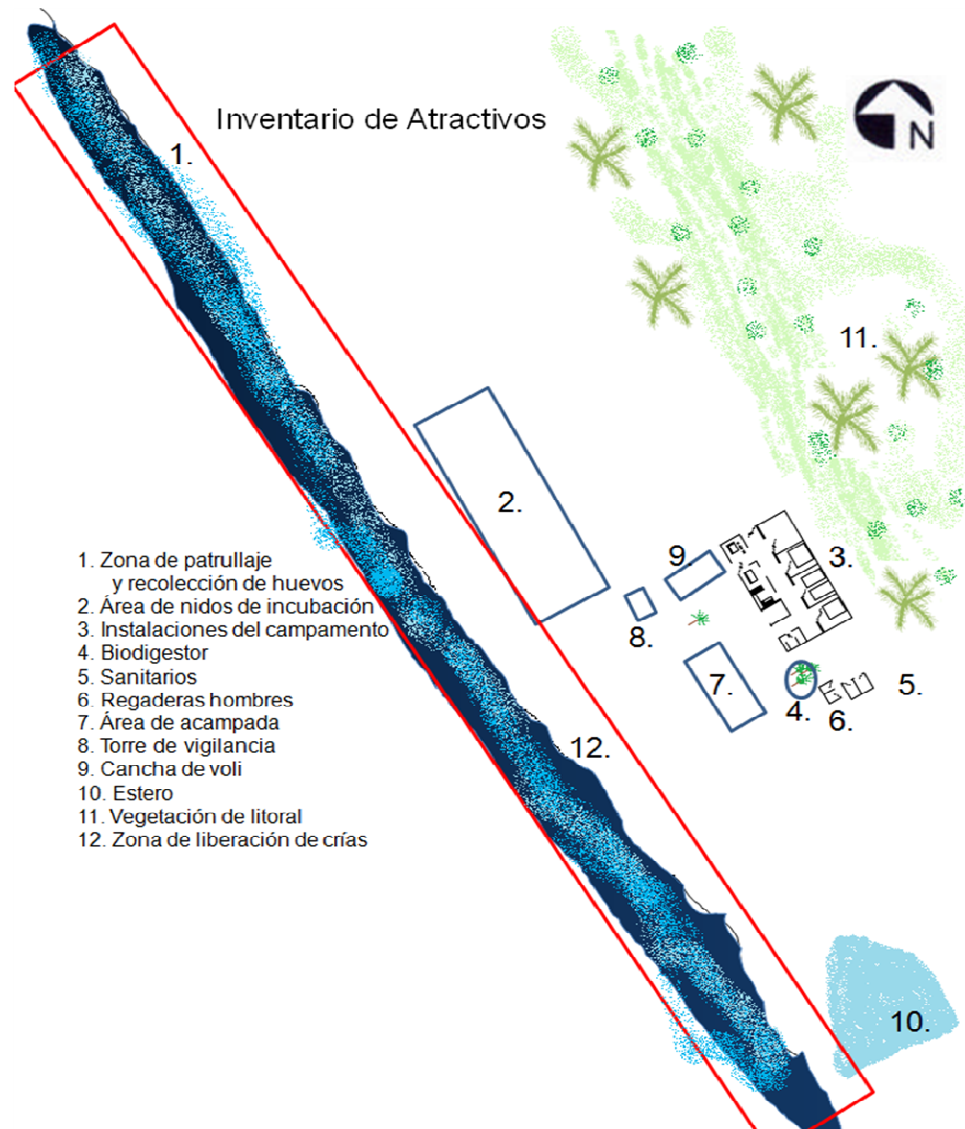 Inventario de Atractivos
N
1.
11.
2.
9.
3.
8.
7.
5.
4.
6.
12.
10.
1. Zona de patrullaje
y recolección de huevos
2. Área de nidos de incubación
3. Instalaciones del campamento
4. Biodigestor
5. Sanitarios
6. Regaderas hombres
7. Área de acampada
8. Torre de vigilancia
9. Cancha de voli
10. Estero
11. Vegetación de litoral
12. Zona de liberación de crías